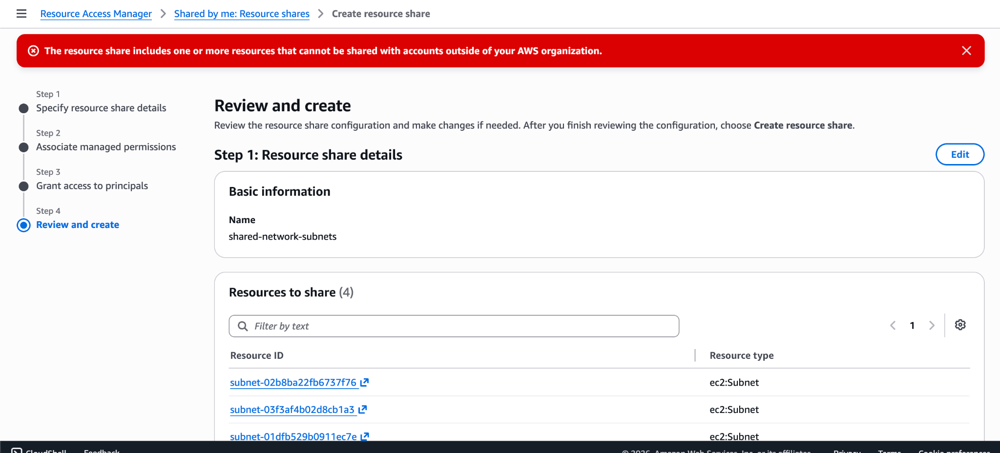 Resource Access Manager > Shared by me: Resource shares > Create resource share
The resource share includes one or more resources that cannot be shared with accounts outside of your AWS organization.
Step 1
Specify resource share details
Step 2
Associate managed permissions
Step 3
Grant access to principals
Step 4
Review and create
Review and create
Review the resource share configuration and make changes if needed. After you finish reviewing the configuration, choose Create resource share.
Step 1: Resource share details
Edit
Basic information
Name
shared-network-subnets
Resources to share (4)
Filter by text
1
Resource ID Resource type
subnet-02b8ba22fb6737f76 ec2:Subnet
subnet-03f3af4b02d8cb1a3 ec2:Subnet
subnet-01dfb529b0911ec7e ec2:Subnet
CloudShell Feedback © 2026, Amazon Web Services, Inc. or its affiliates. Privacy Terms Cookie preferences